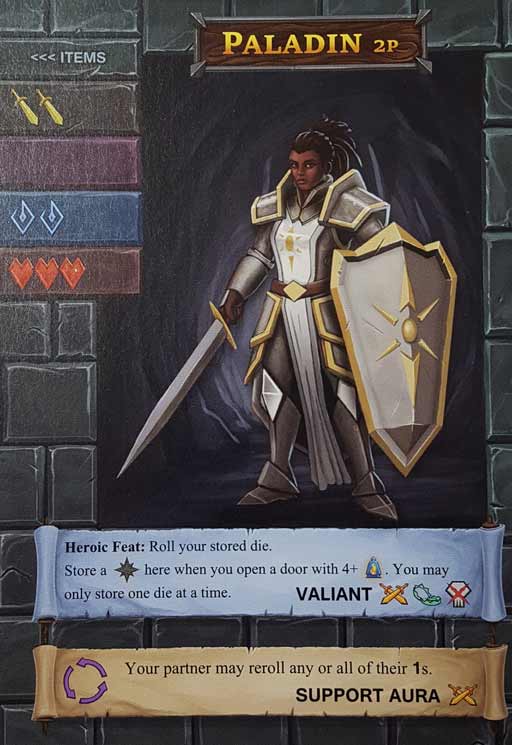 PALADIN 2P
<<< ITEMS
Heroic Feat: Roll your stored die.
Store a here when you open a door with 4+ . You may
only store one die at a time.
VALIANT
Your partner may reroll any or all of their 1s.
SUPPORT AURA